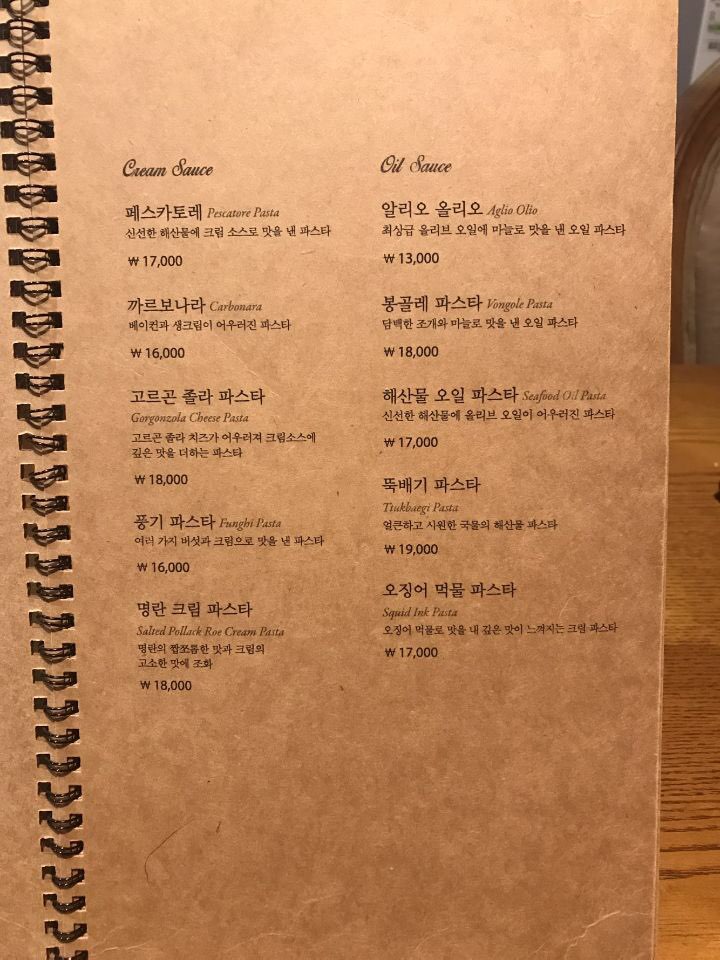 Cream Sauce
페스카토레 Pescatore Pasta
신선한 해산물에 크림 소스로 맛을 낸 파스타
₩ 17,000
까르보나라 Carbonara
베이컨과 생크림이 어우러진 파스타
₩ 16,000
고르곤 졸라 파스타
Gorgonzola Cheese Pasta
고르곤 졸라 치즈가 어우러져 크림소스에
깊은 맛을 더하는 파스타
₩ 18,000
풍기 파스타 Funghi Pasta
여러 가지 버섯과 크림으로 맛을 낸 파스타
₩ 16,000
명란 크림 파스타
Salted Pollack Roe Cream Pasta
명란의 짭쪼롬한 맛과 크림의
고소한 맛에 조화
₩ 18,000
Oil Sauce
알리오 올리오 Aglio Olio
최상급 올리브 오일에 마늘로 맛을 낸 오일 파스타
₩ 13,000
봉골레 파스타 Vongole Pasta
담백한 조개와 마늘로 맛을 낸 오일 파스타
₩ 18,000
해산물 오일 파스타 Seafood Oil Pasta
신선한 해산물에 올리브 오일이 어우러진 파스타
₩ 17,000
뚝배기 파스타
Ttukbaegi Pasta
얼큰하고 시원한 국물의 해산물 파스타
₩ 19,000
오징어 먹물 파스타
Squid Ink Pasta
오징어 먹물로 맛을 내 깊은 맛이 느껴지는 크림 파스타
₩ 17,000